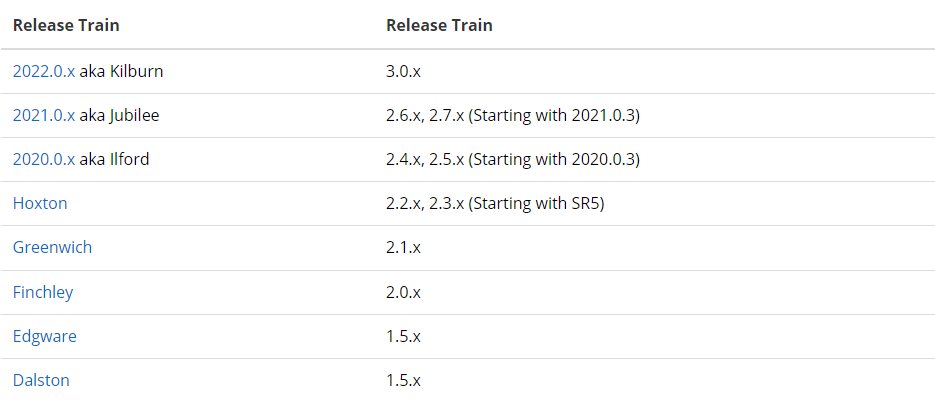 Release Train Release Train
2022.0.x aka Kilburn 3.0.x
2021.0.x aka Jubilee 2.6.x, 2.7.x (Starting with 2021.0.3)
2020.0.x aka Ilford 2.4.x, 2.5.x (Starting with 2020.0.3)
Hoxton 2.2.x, 2.3.x (Starting with SR5)
Greenwich 2.1.x
Finchley 2.0.x
Edgware 1.5.x
Dalston 1.5.x